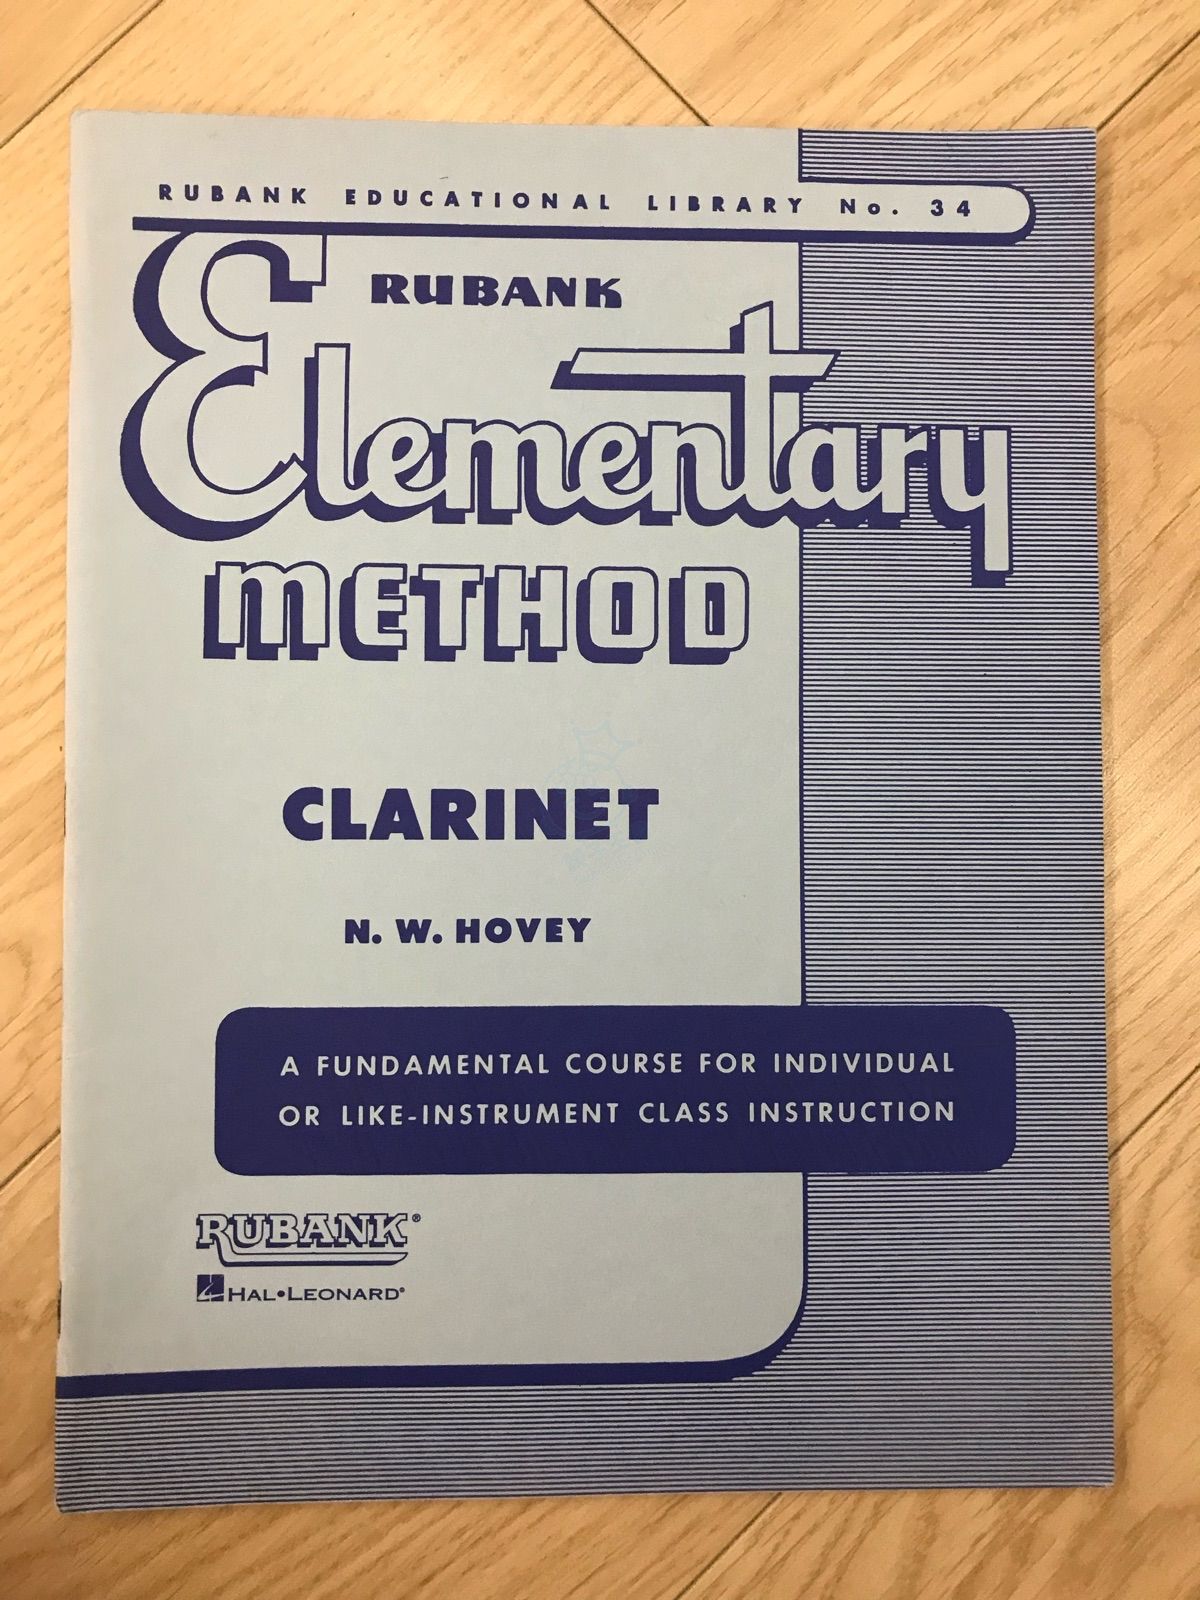 RUBANK EDUCATIONAL LIBRARY No. 34
RUBANK
Elementary
METHOD
CLARINET
N. W. HOVEY
A FUNDAMENTAL COURSE FOR INDIVIDUAL
OR LIKE-INSTRUMENT CLASS INSTRUCTION
RUBANK®
HAL•LEONARD®